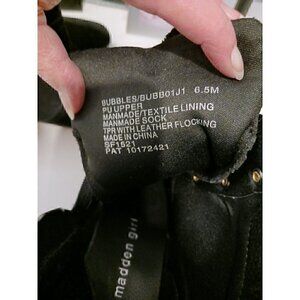 BUBBLES/BUBB01J1 6.5M
PU UPPER
MANMADE/TEXTILE LINING
MANMADE SOCK
TPR WITH LEATHER FLOCKING
MADE IN CHINA
SF1521
PAT 10172421
madden girl